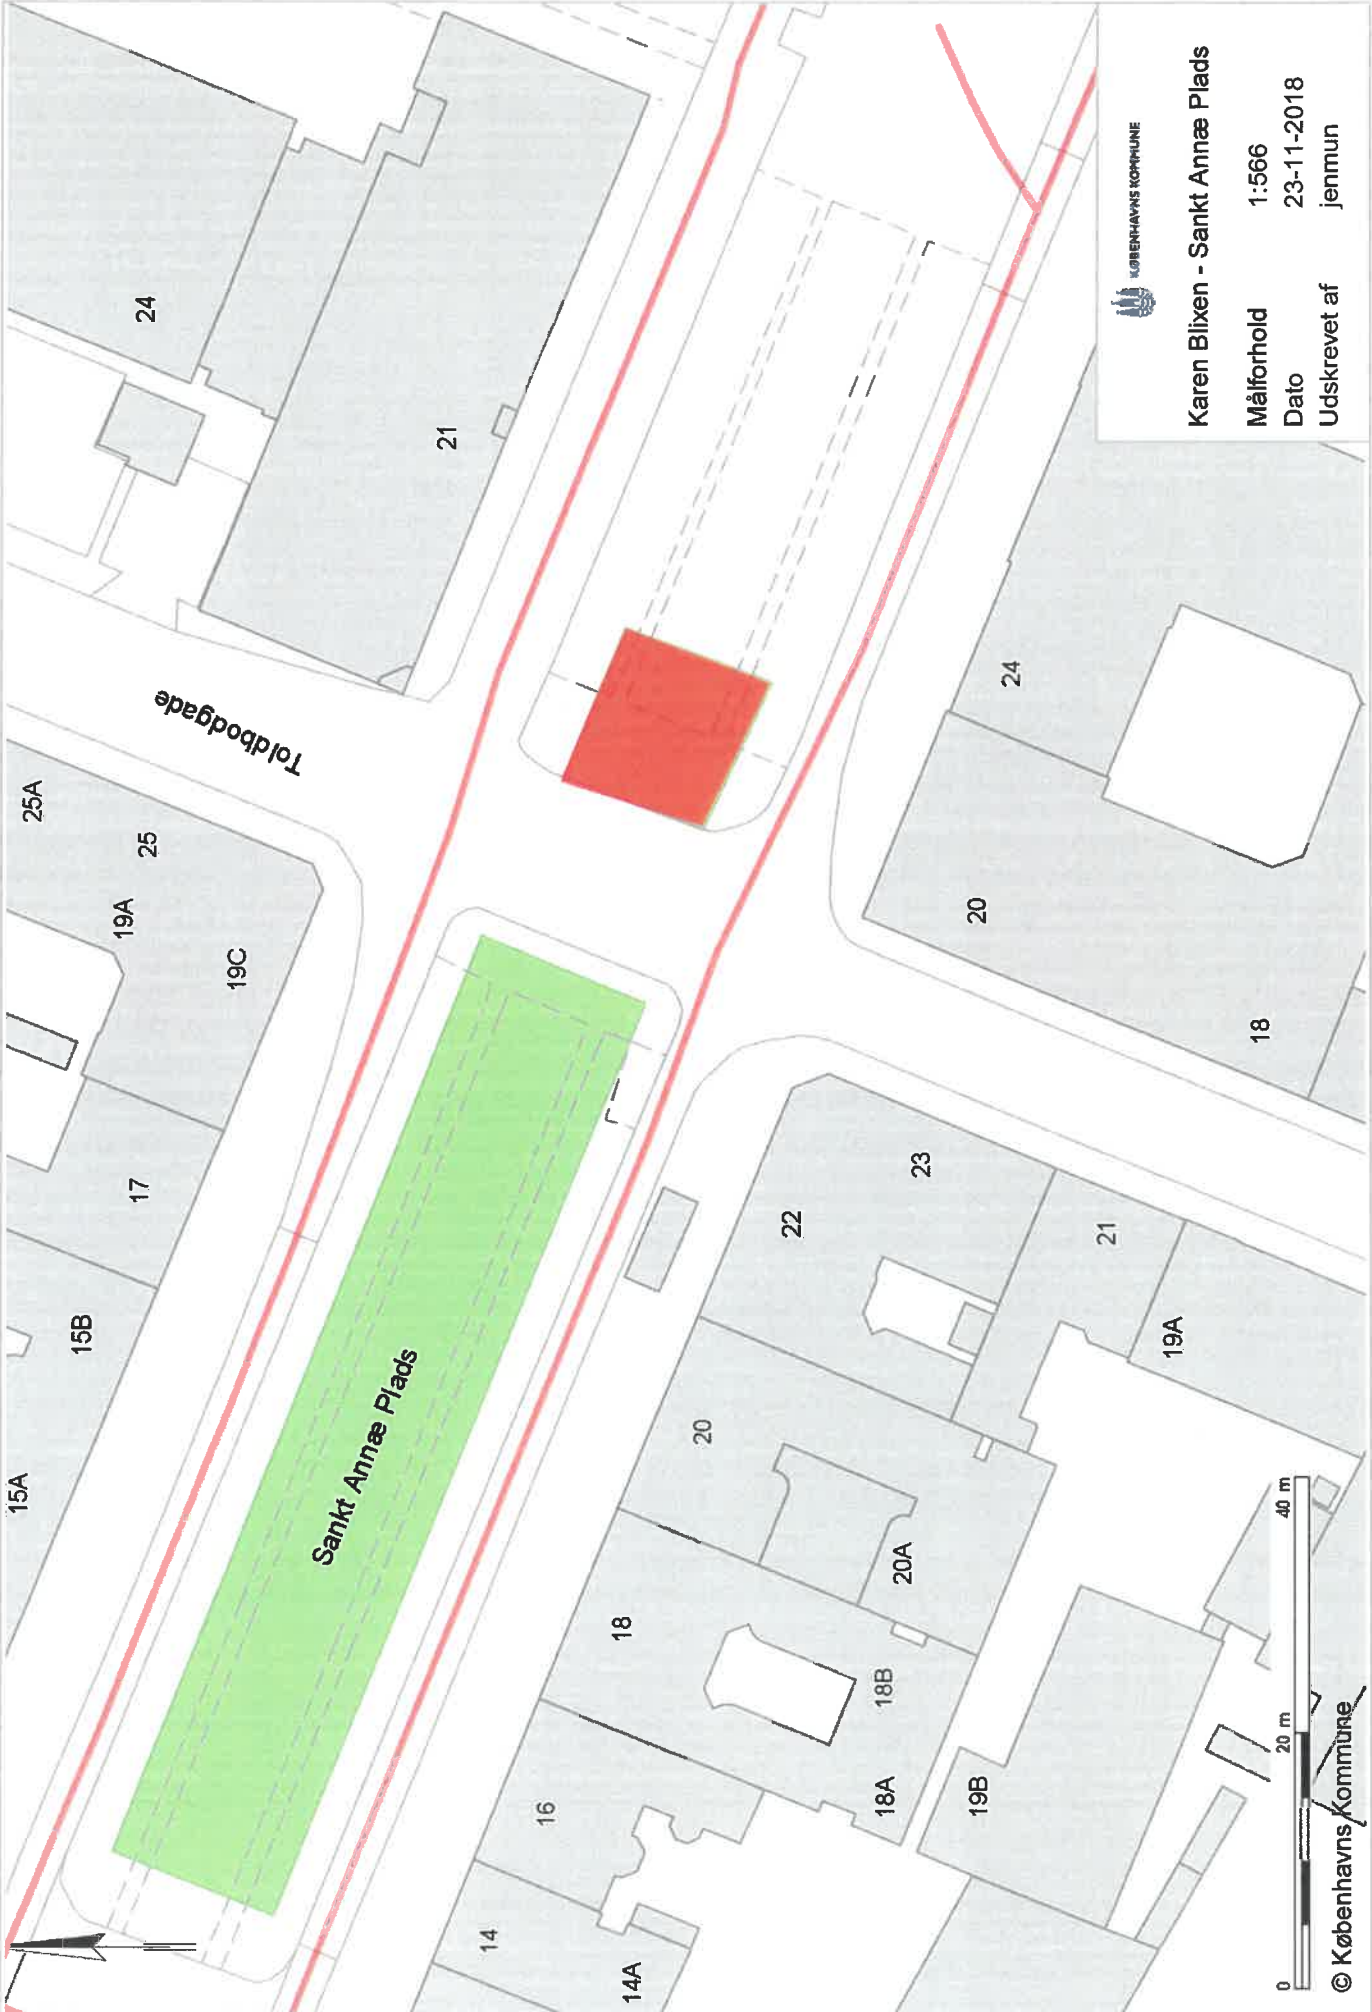 24
21
Toldbodgade
25A
25
19A
19C
17
15B
15A
Sankt Annæ Plads
24
20
18
23
22
21
19A
20
20A
18
18B
18A
19B
16
14
14A
KØBENHAVNS KOMMUNE
Karen Blixen - Sankt Annæ Plads
Målforhold 1:566
Dato 23-11-2018
Udskrevet af jenmun
0 20 m 40 m
© Københavns Kommune